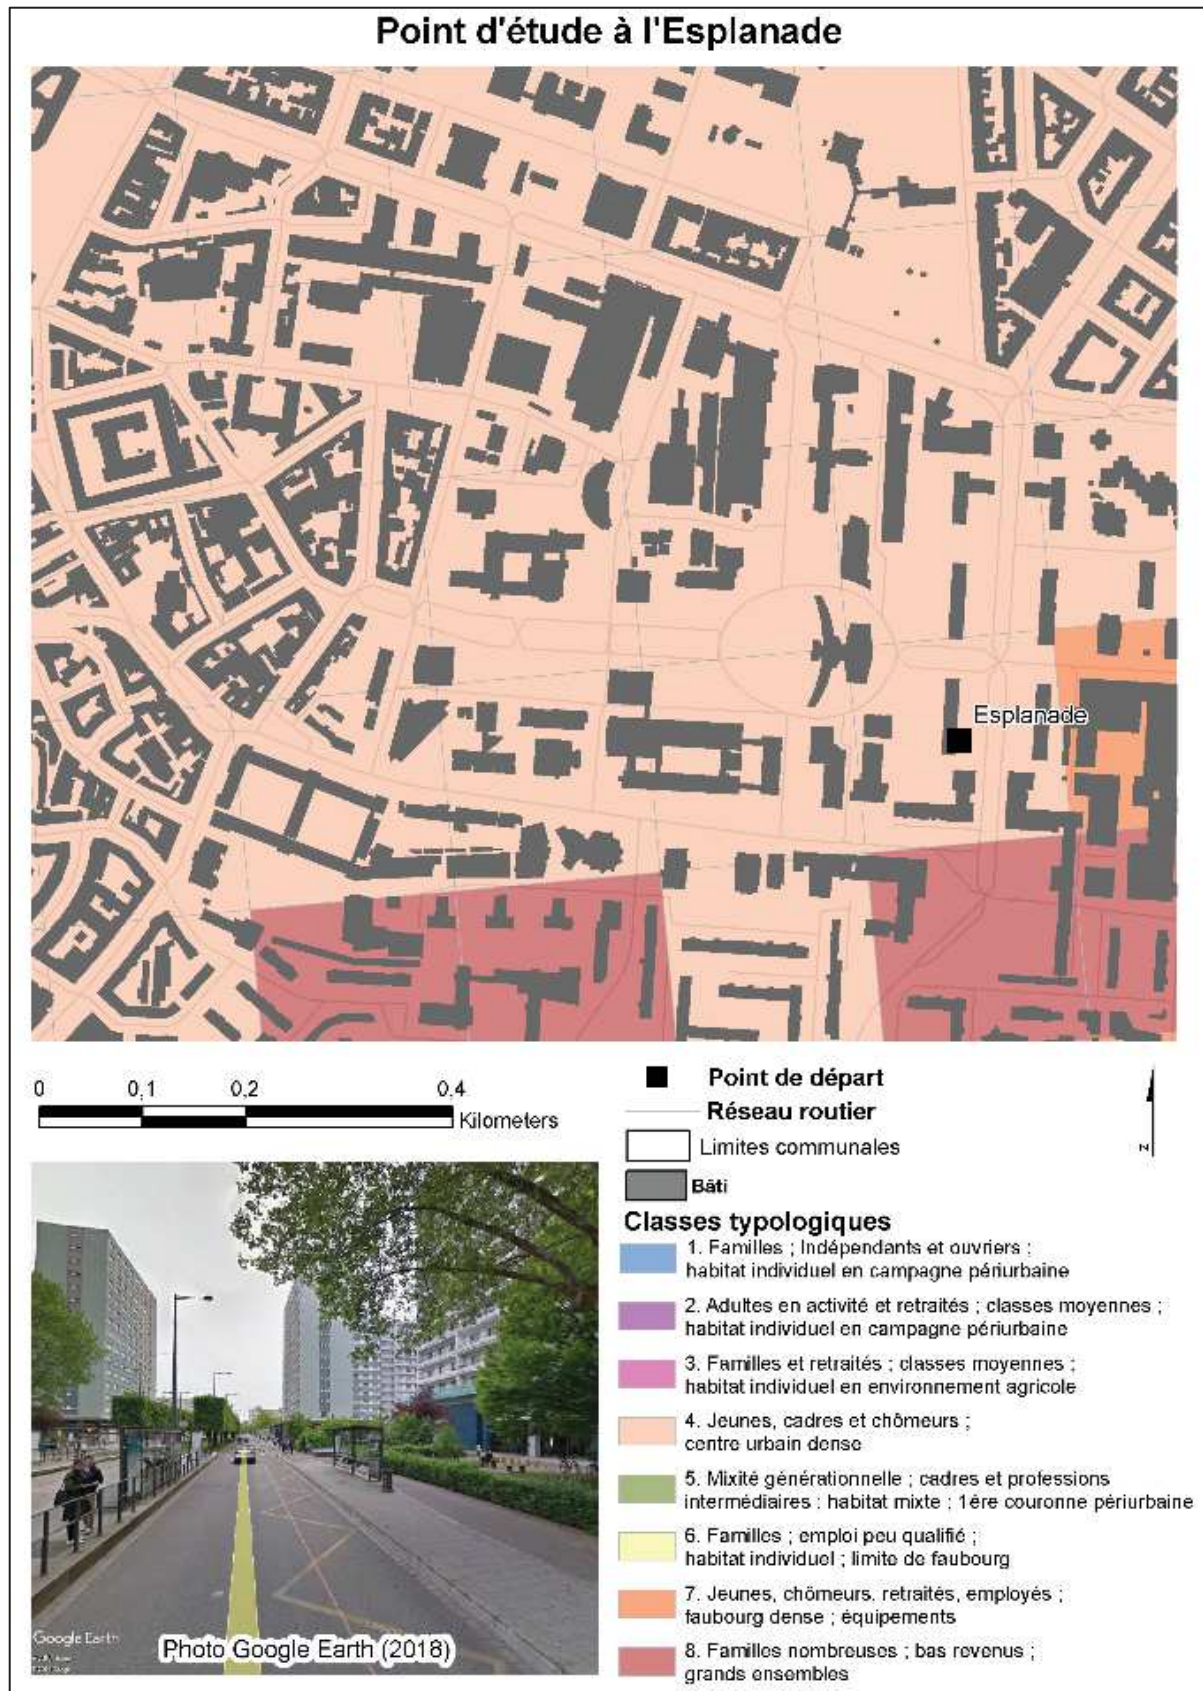 Point d'étude à l'Esplanade
Esplanade
0 0,1 0,2 0,4
Kilometers
Point de départ
Réseau routier
Limites communales
Bâti
N
Classes typologiques
1. Familles ; Indépendants et ouvriers ;
habitat individuel en campagne périurbaine
2. Adultes en activité et retraités ; classes moyennes ;
habitat individuel en campagne périurbaine
3. Familles et retraités ; classes moyennes ;
habitat individuel en environnement agricole
4. Jeunes, cadres et chômeurs ;
centre urbain dense
5. Mixité générationnelle ; cadres et professions
intermédiaires ; habitat mixte ; 1ère couronne périurbaine
6. Familles ; emploi peu qualifié ;
habitat individuel ; limite de faubourg
7. Jeunes, chômeurs, retraités, employés ;
faubourg dense ; équipements
8. Familles nombreuses ; bas revenus ;
grands ensembles
Google Earth
Photo Google Earth (2018)